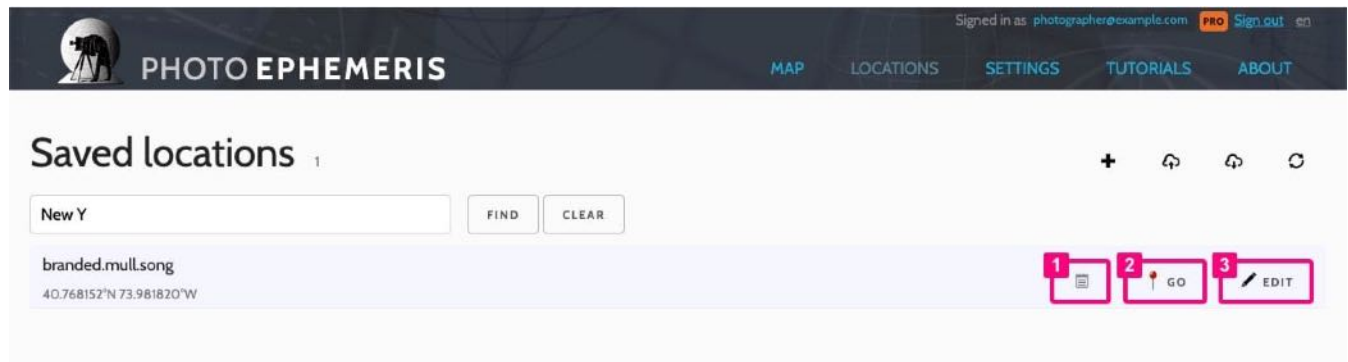 Signed in as photographer@example.com PRO Sign out en
PHOTO EPHEMERIS
MAP LOCATIONS SETTINGS TUTORIALS ABOUT
Saved locations 1
New Y FIND CLEAR
branded.mull.song
1 2 GO 3 EDIT
40.768152°N 73.981820°W